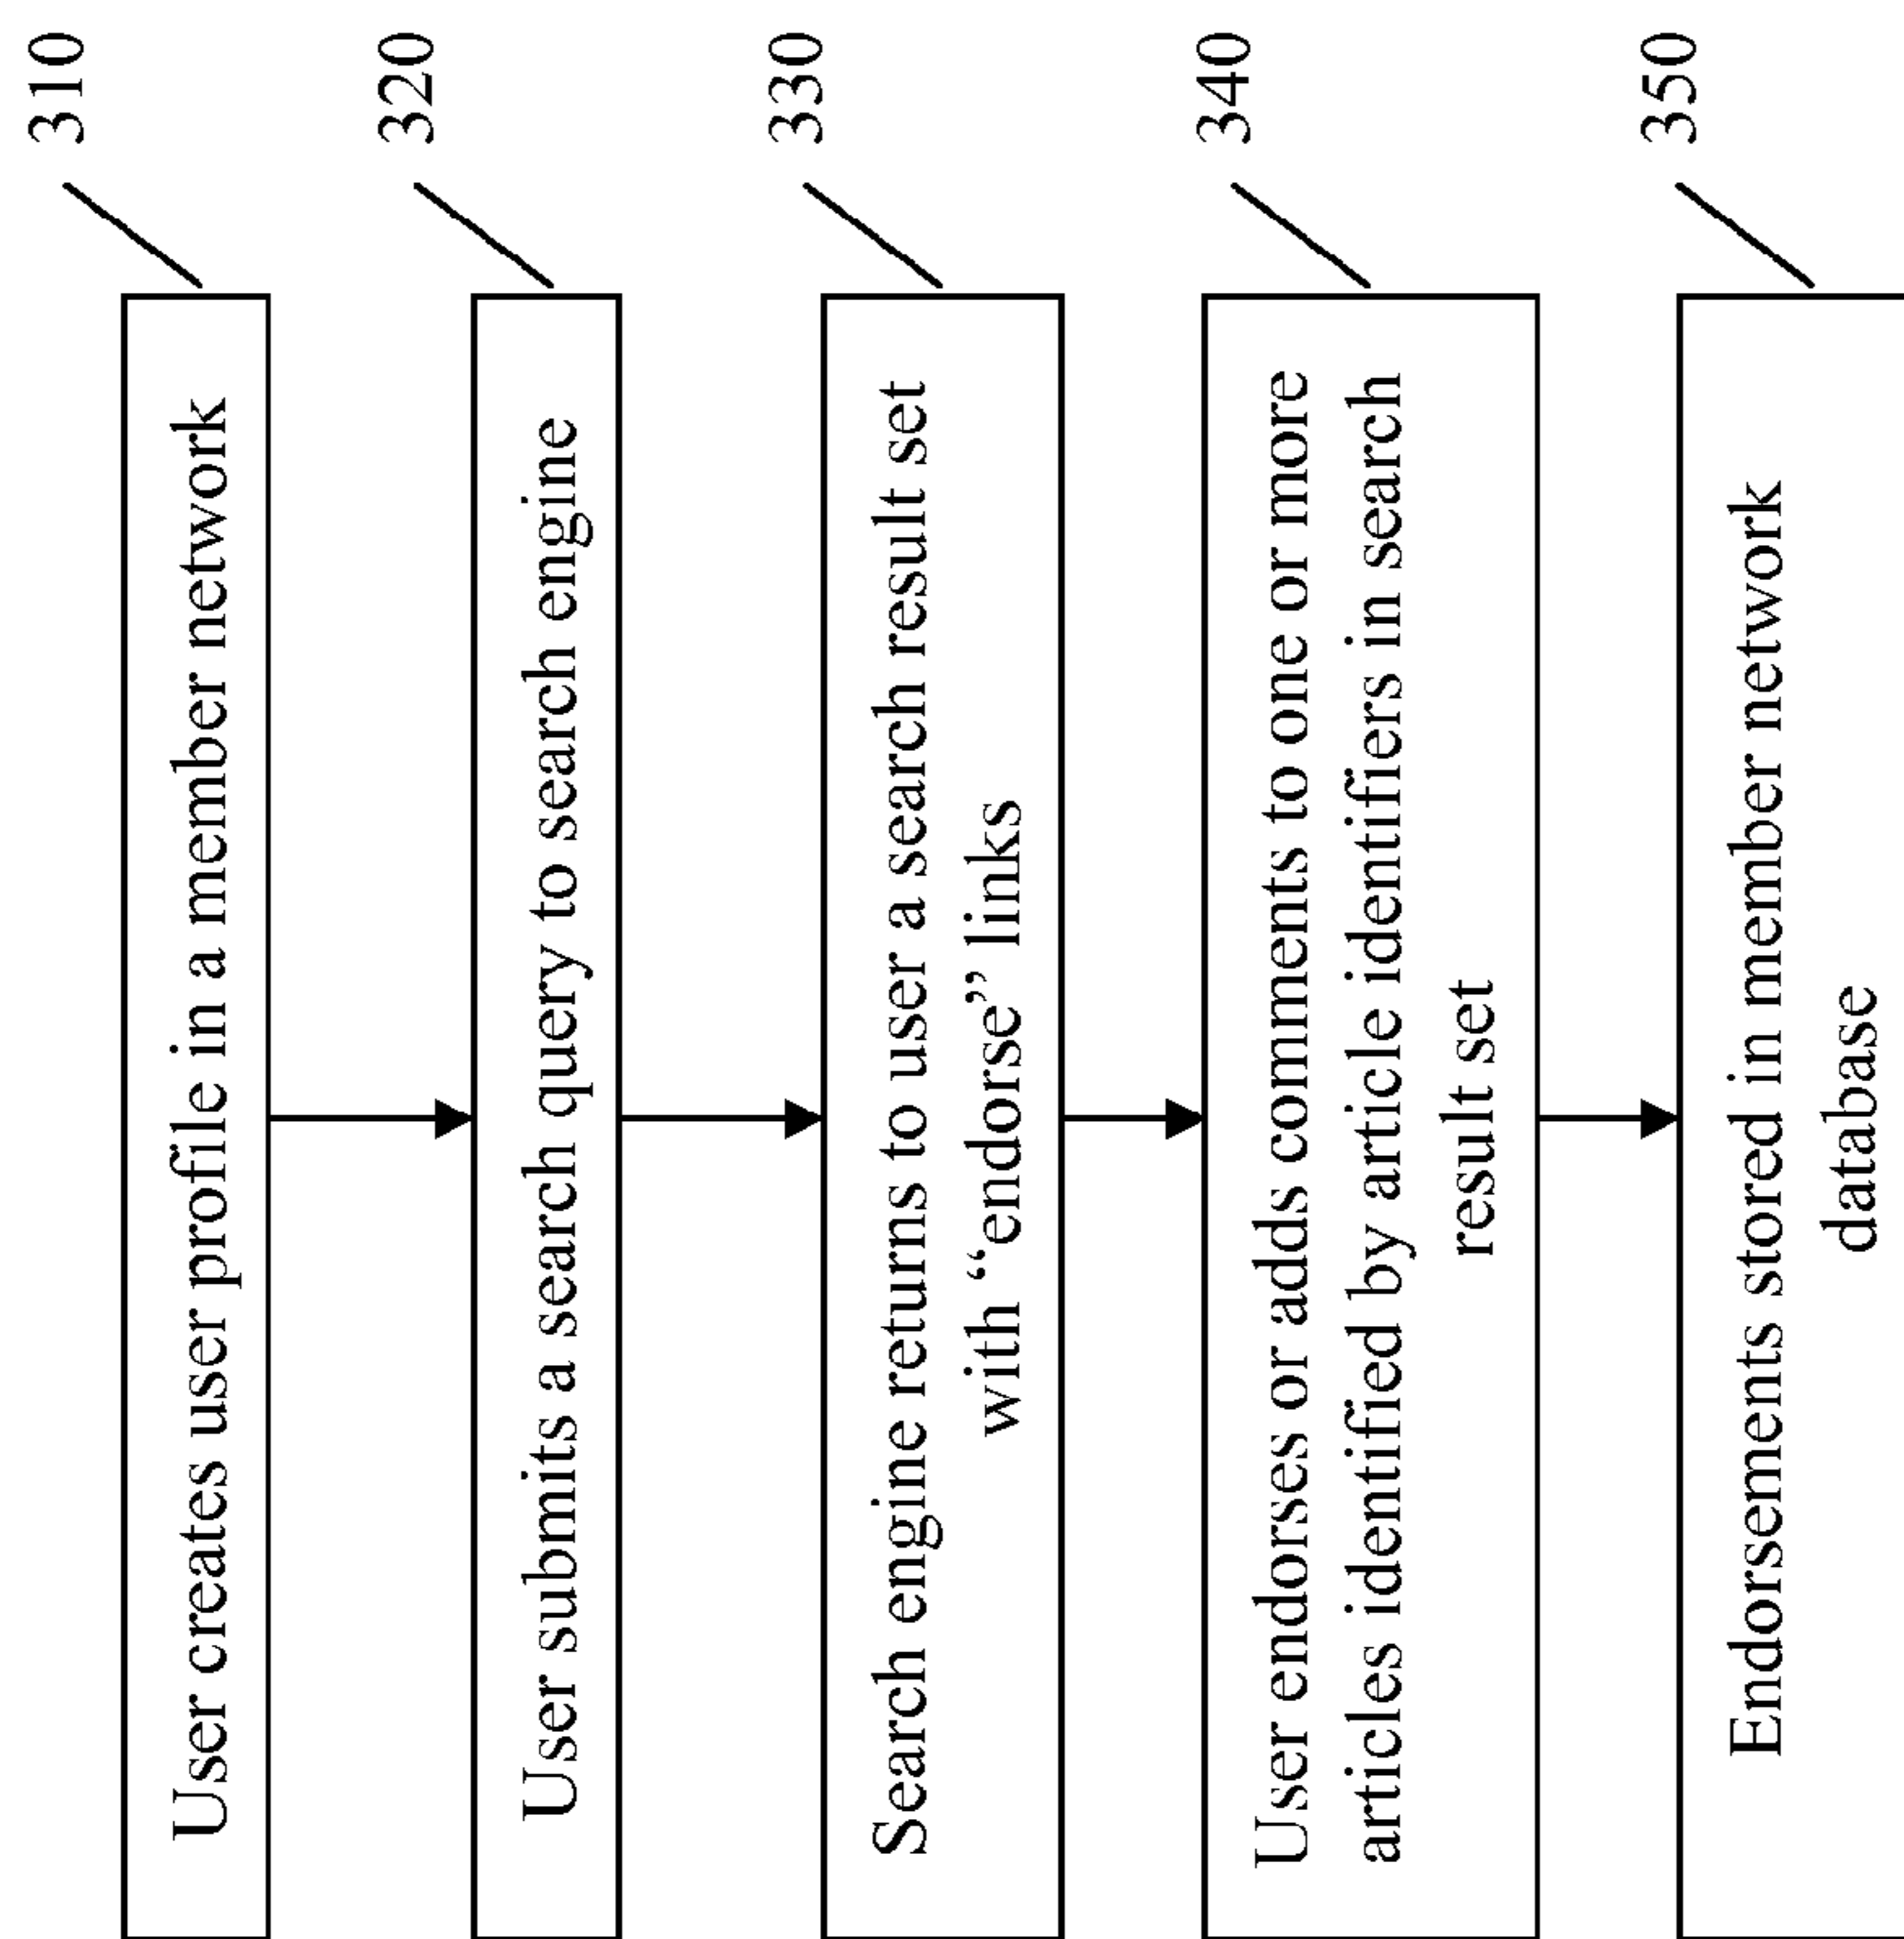 310
User creates user profile in a member network
320
User submits a search query to search engine
330
Search engine returns to user a search result set
with “endorse” links
340
User endorses or adds comments to one or more
articles identified by article identifiers in search
result set
350
Endorsements stored in member network
database